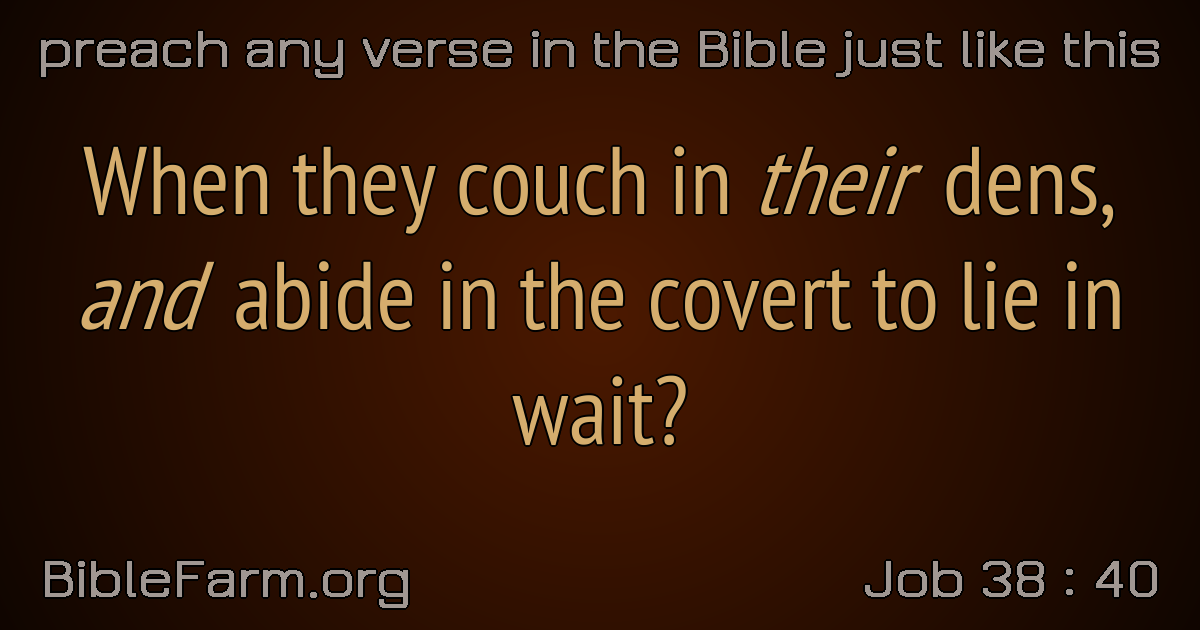 preach any verse in the Bible just like this
When they couch in their dens,
and abide in the covert to lie in
wait?
BibleFarm.org
Job 38 : 40